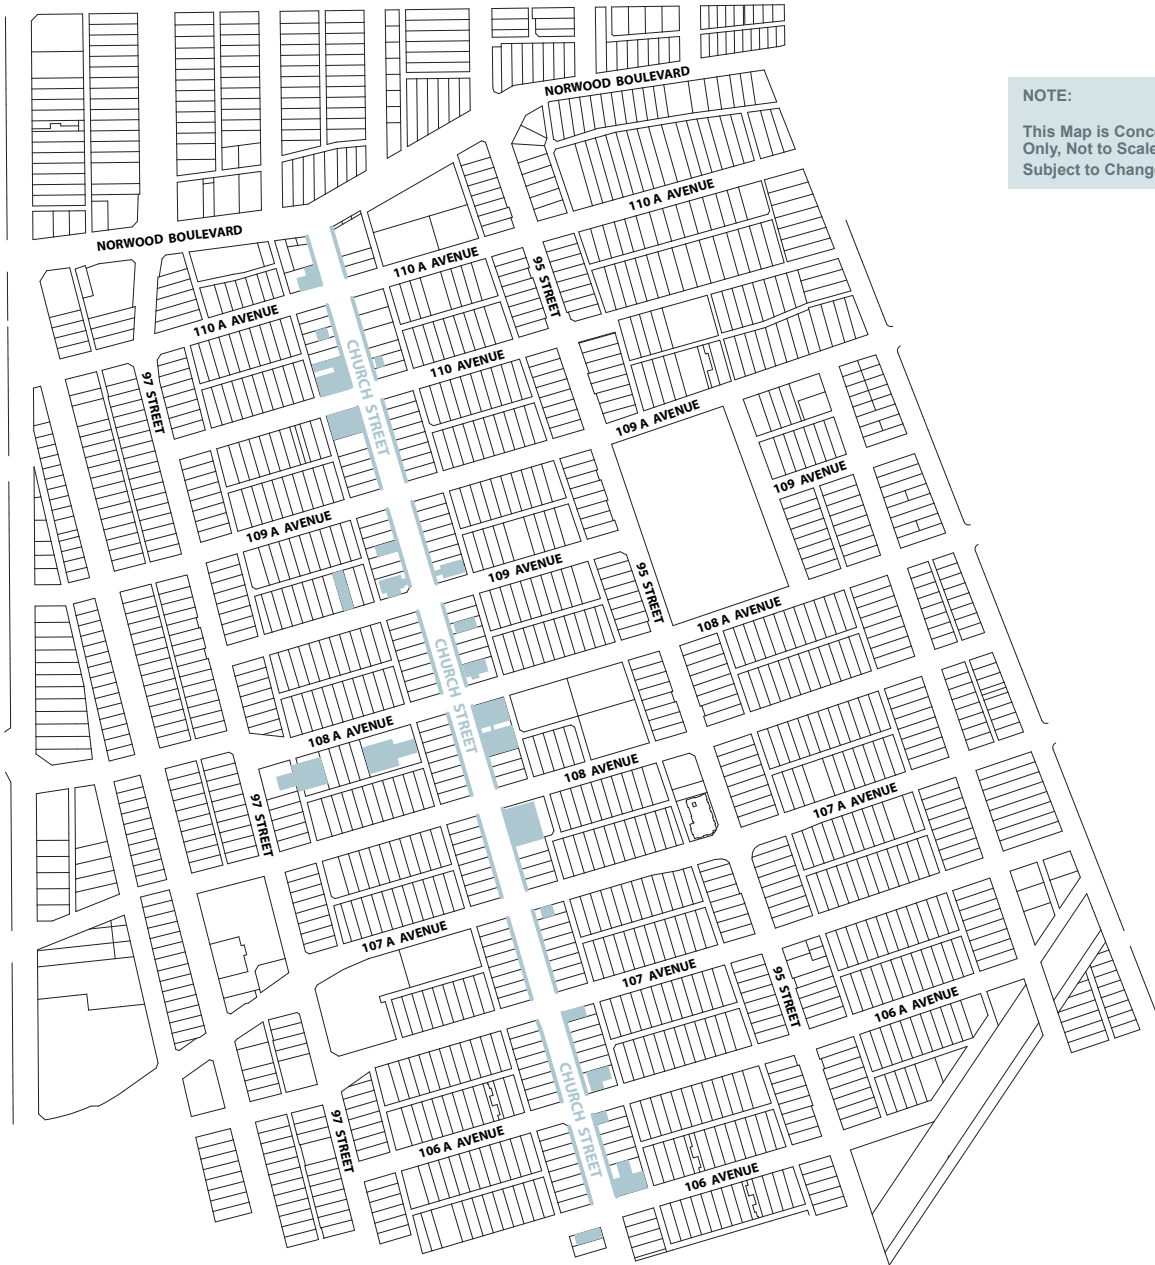 NORWOOD BOULEVARD
NOTE:
This Map is Conc
Only, Not to Scale
Subject to Change
110 A AVENUE
NORWOOD BOULEVARD
110 A AVENUE
95 STREET
110 A AVENUE
CHURCH STREET
110 AVENUE
97 STREET
109 A AVENUE
109 AVENUE
109 A AVENUE
109 AVENUE
95 STREET
108 A AVENUE
CHURCH STREET
108 A AVENUE
108 AVENUE
97 STREET
107 A AVENUE
107 A AVENUE
107 AVENUE
95 STREET
106 A AVENUE
CHURCH STREET
97 STREET
106 A AVENUE
106 AVENUE